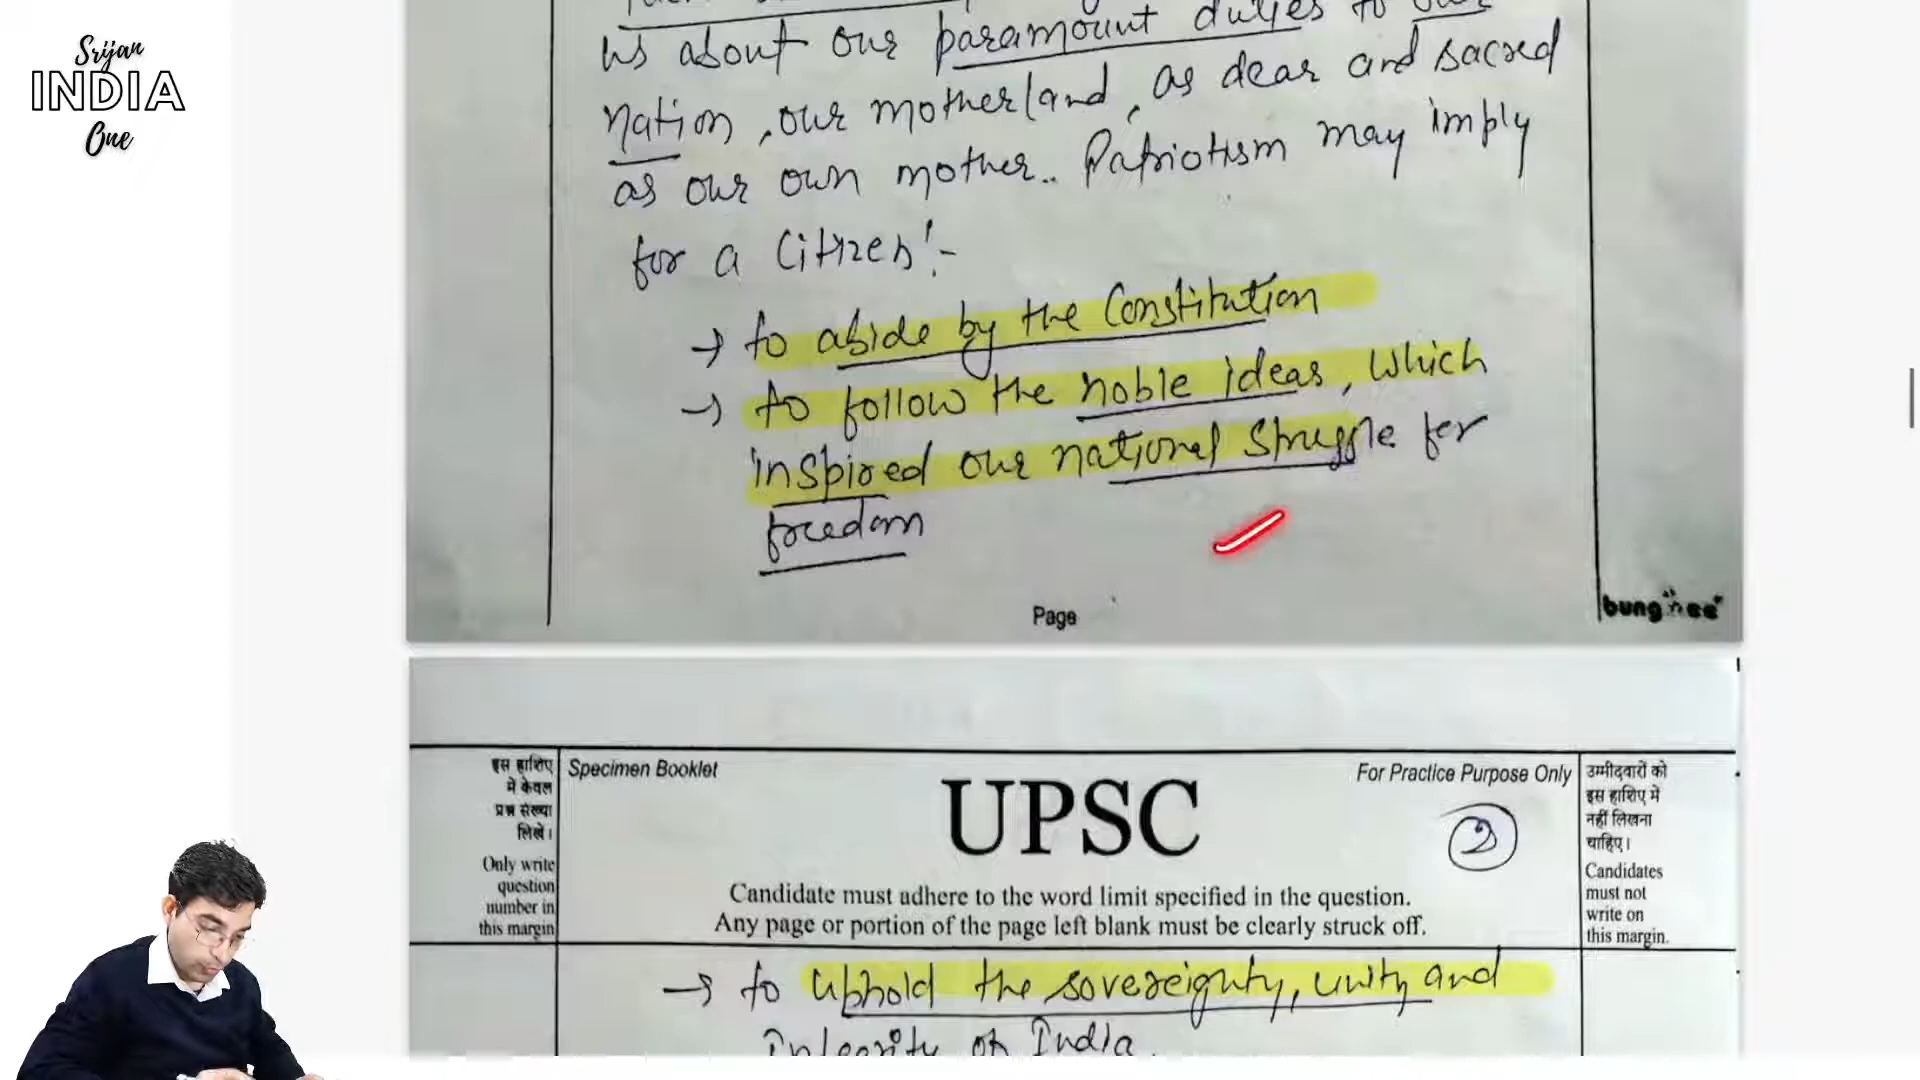 Srijan
INDIA
One
us about our paramount duties to our
nation, our motherland, as dear and sacred
as our own mother.. Patriotism may imply
for a Citizen:-
→ to abide by the Constitution
→ to follow the noble ideas, which
inspired our national struggle for
freedom
Page
bungee
इस हाशिए
में केवल
प्रश्न संख्या
लिखें।
Only write
question
number in
this margin
Specimen Booklet
For Practice Purpose Only
UPSC
2
Candidate must adhere to the word limit specified in the question.
Any page or portion of the page left blank must be clearly struck off.
उम्मीदवारों को
इस हाशिए में
नहीं लिखना
चाहिए।
Candidates
must not
write on
this margin.
→ to uphold the sovereignty, unity and
Integrity of India.